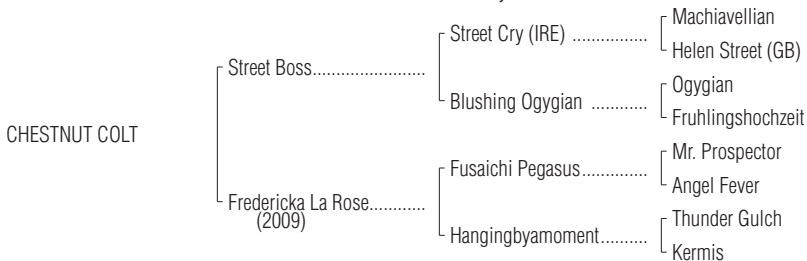 Machiavellian
Street Cry (IRE) ................
Helen Street (GB)
Street Boss........................
Ogygian
Blushing Ogygian ............
Fruhlingshochzeit
CHESTNUT COLT
Mr. Prospector
Fusaichi Pegasus..............
Angel Fever
Fredericka La Rose............
(2009)
Thunder Gulch
Hangingbyamoment..........
Kermis